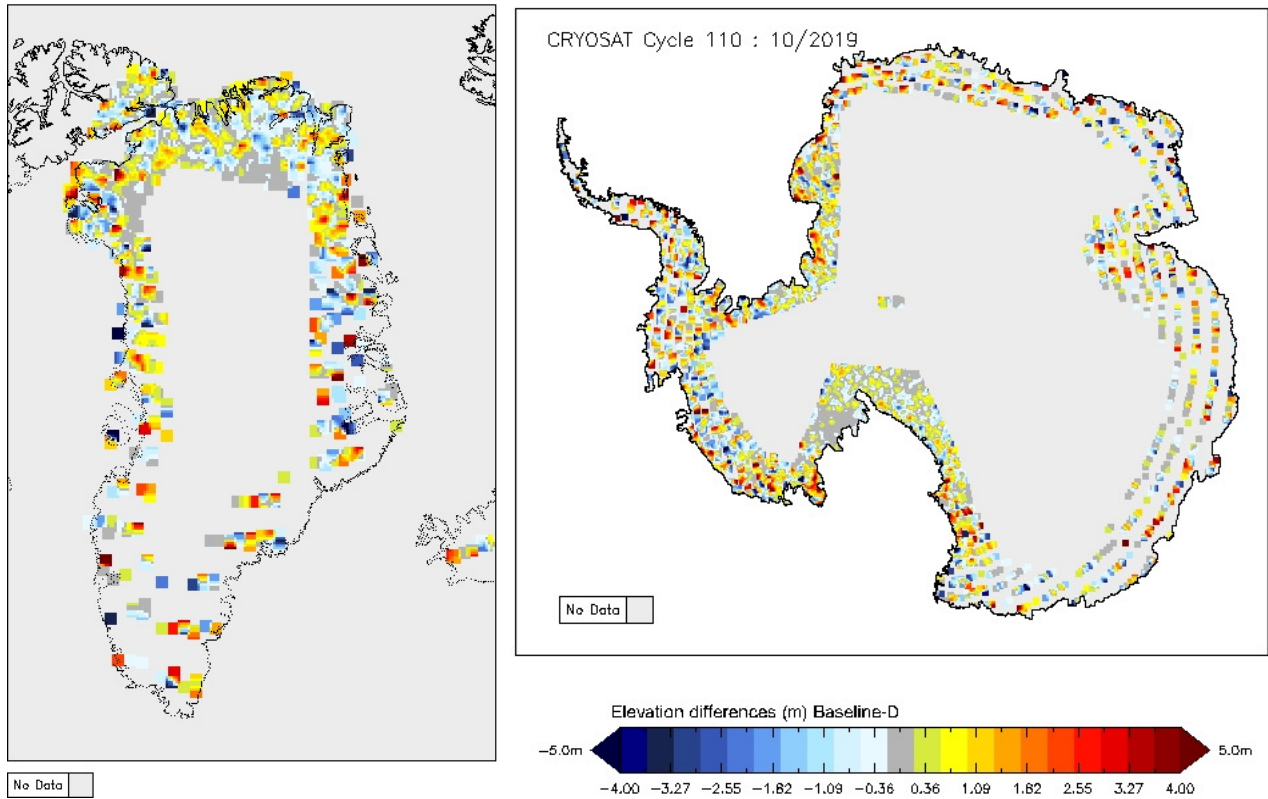 CRYOSAT Cycle 110 : 10/2019
No Data
No Data
Elevation differences (m) Baseline-D
-5.0m 5.0m
-4.00 -3.27 -2.55 -1.82 -1.09 -0.36 0.36 1.09 1.82 2.55 3.27 4.00